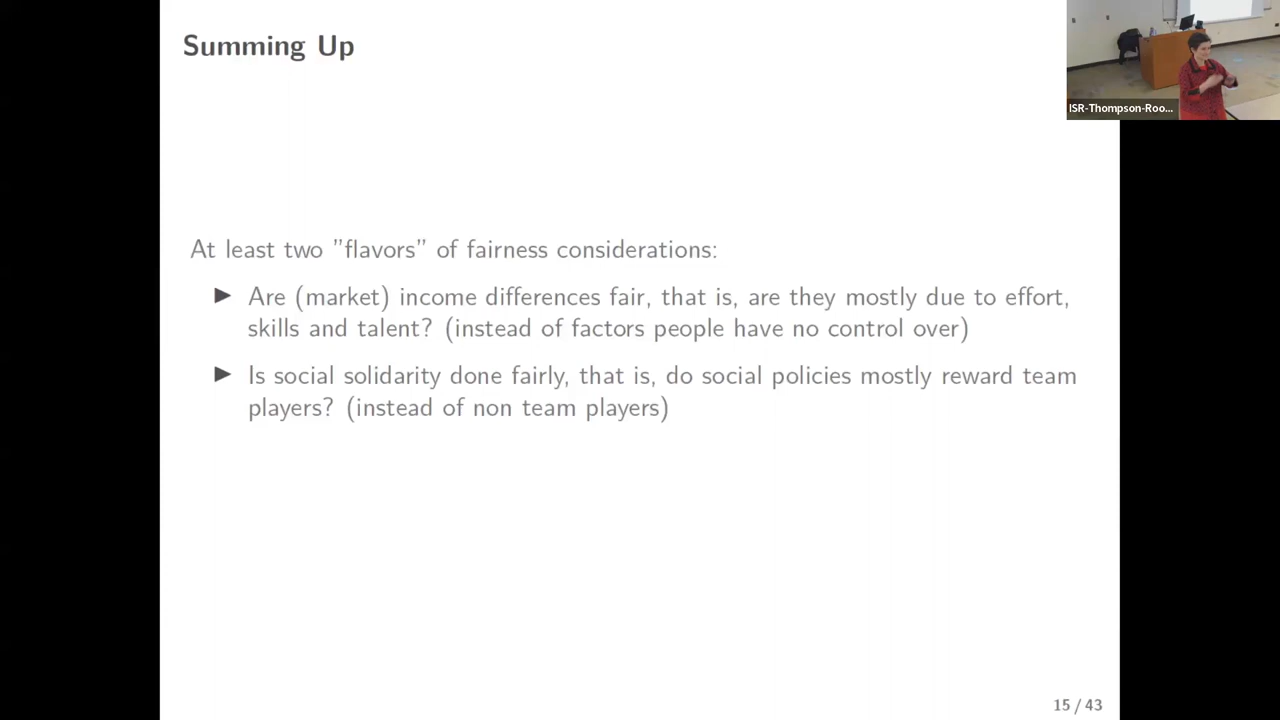 Summing Up
ISR-Thompson-Roo...
At least two ”flavors” of fairness considerations:
▶ Are (market) income differences fair, that is, are they mostly due to effort,
skills and talent? (instead of factors people have no control over)
▶ Is social solidarity done fairly, that is, do social policies mostly reward team
players? (instead of non team players)
15 / 43